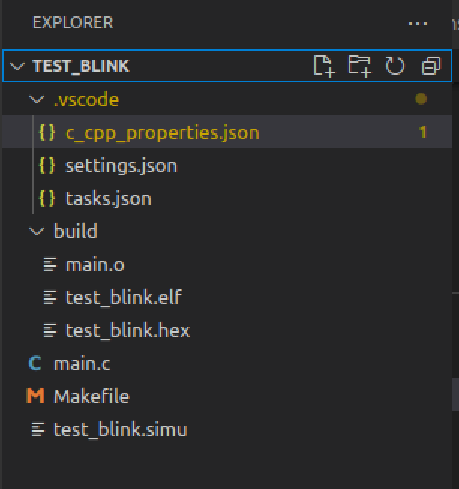 EXPLORER ...
TEST_BLINK
.vscode
{} c_cpp_properties.json 1
{} settings.json
{} tasks.json
build
main.o
test_blink.elf
test_blink.hex
C main.c
M Makefile
test_blink.simu